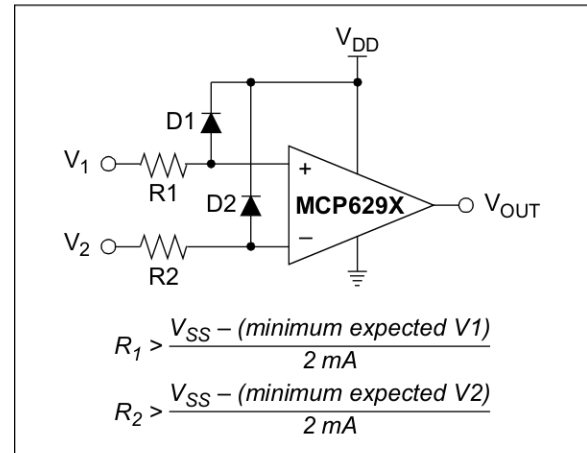 V_DD
D1
V_1
R1
D2
+
MCP629X
V_OUT
V_2
–
R2
R_1 > V_SS – (minimum expected V1)
2 mA
R_2 > V_SS – (minimum expected V2)
2 mA